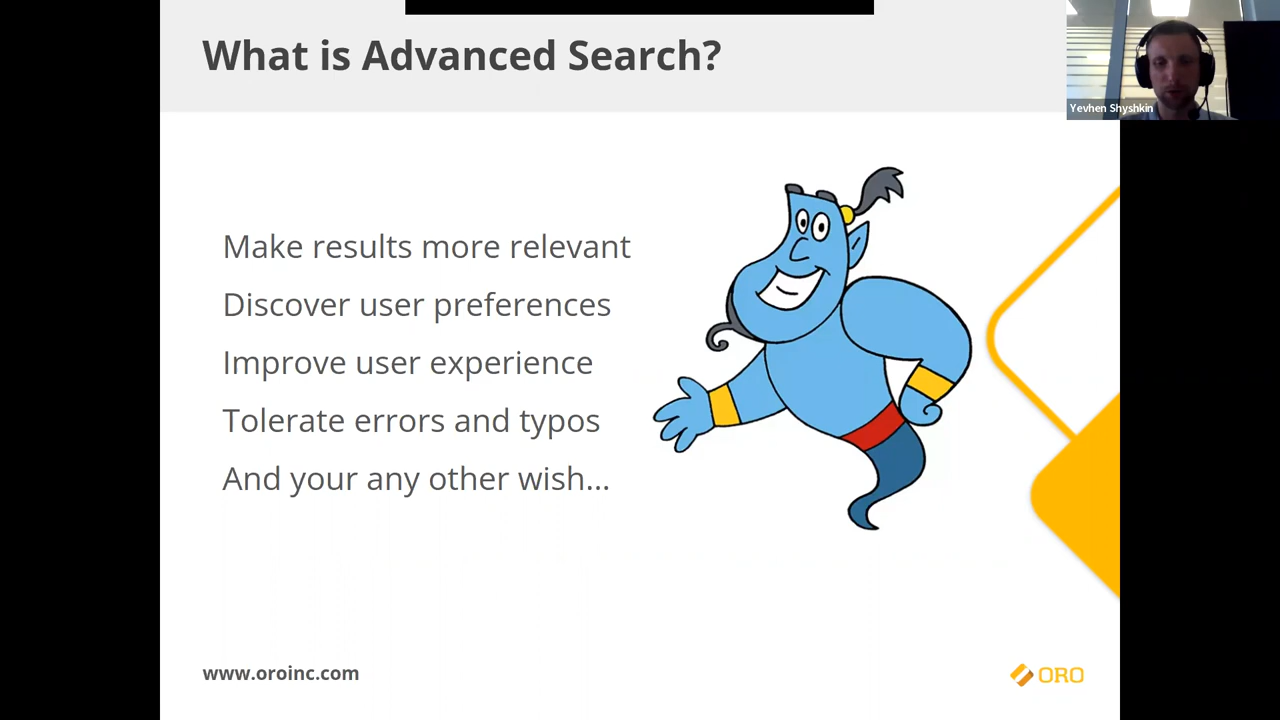 What is Advanced Search?
Yevhen Shyshkin
Make results more relevant
Discover user preferences
Improve user experience
Tolerate errors and typos
And your any other wish...
www.oroinc.com
ORO